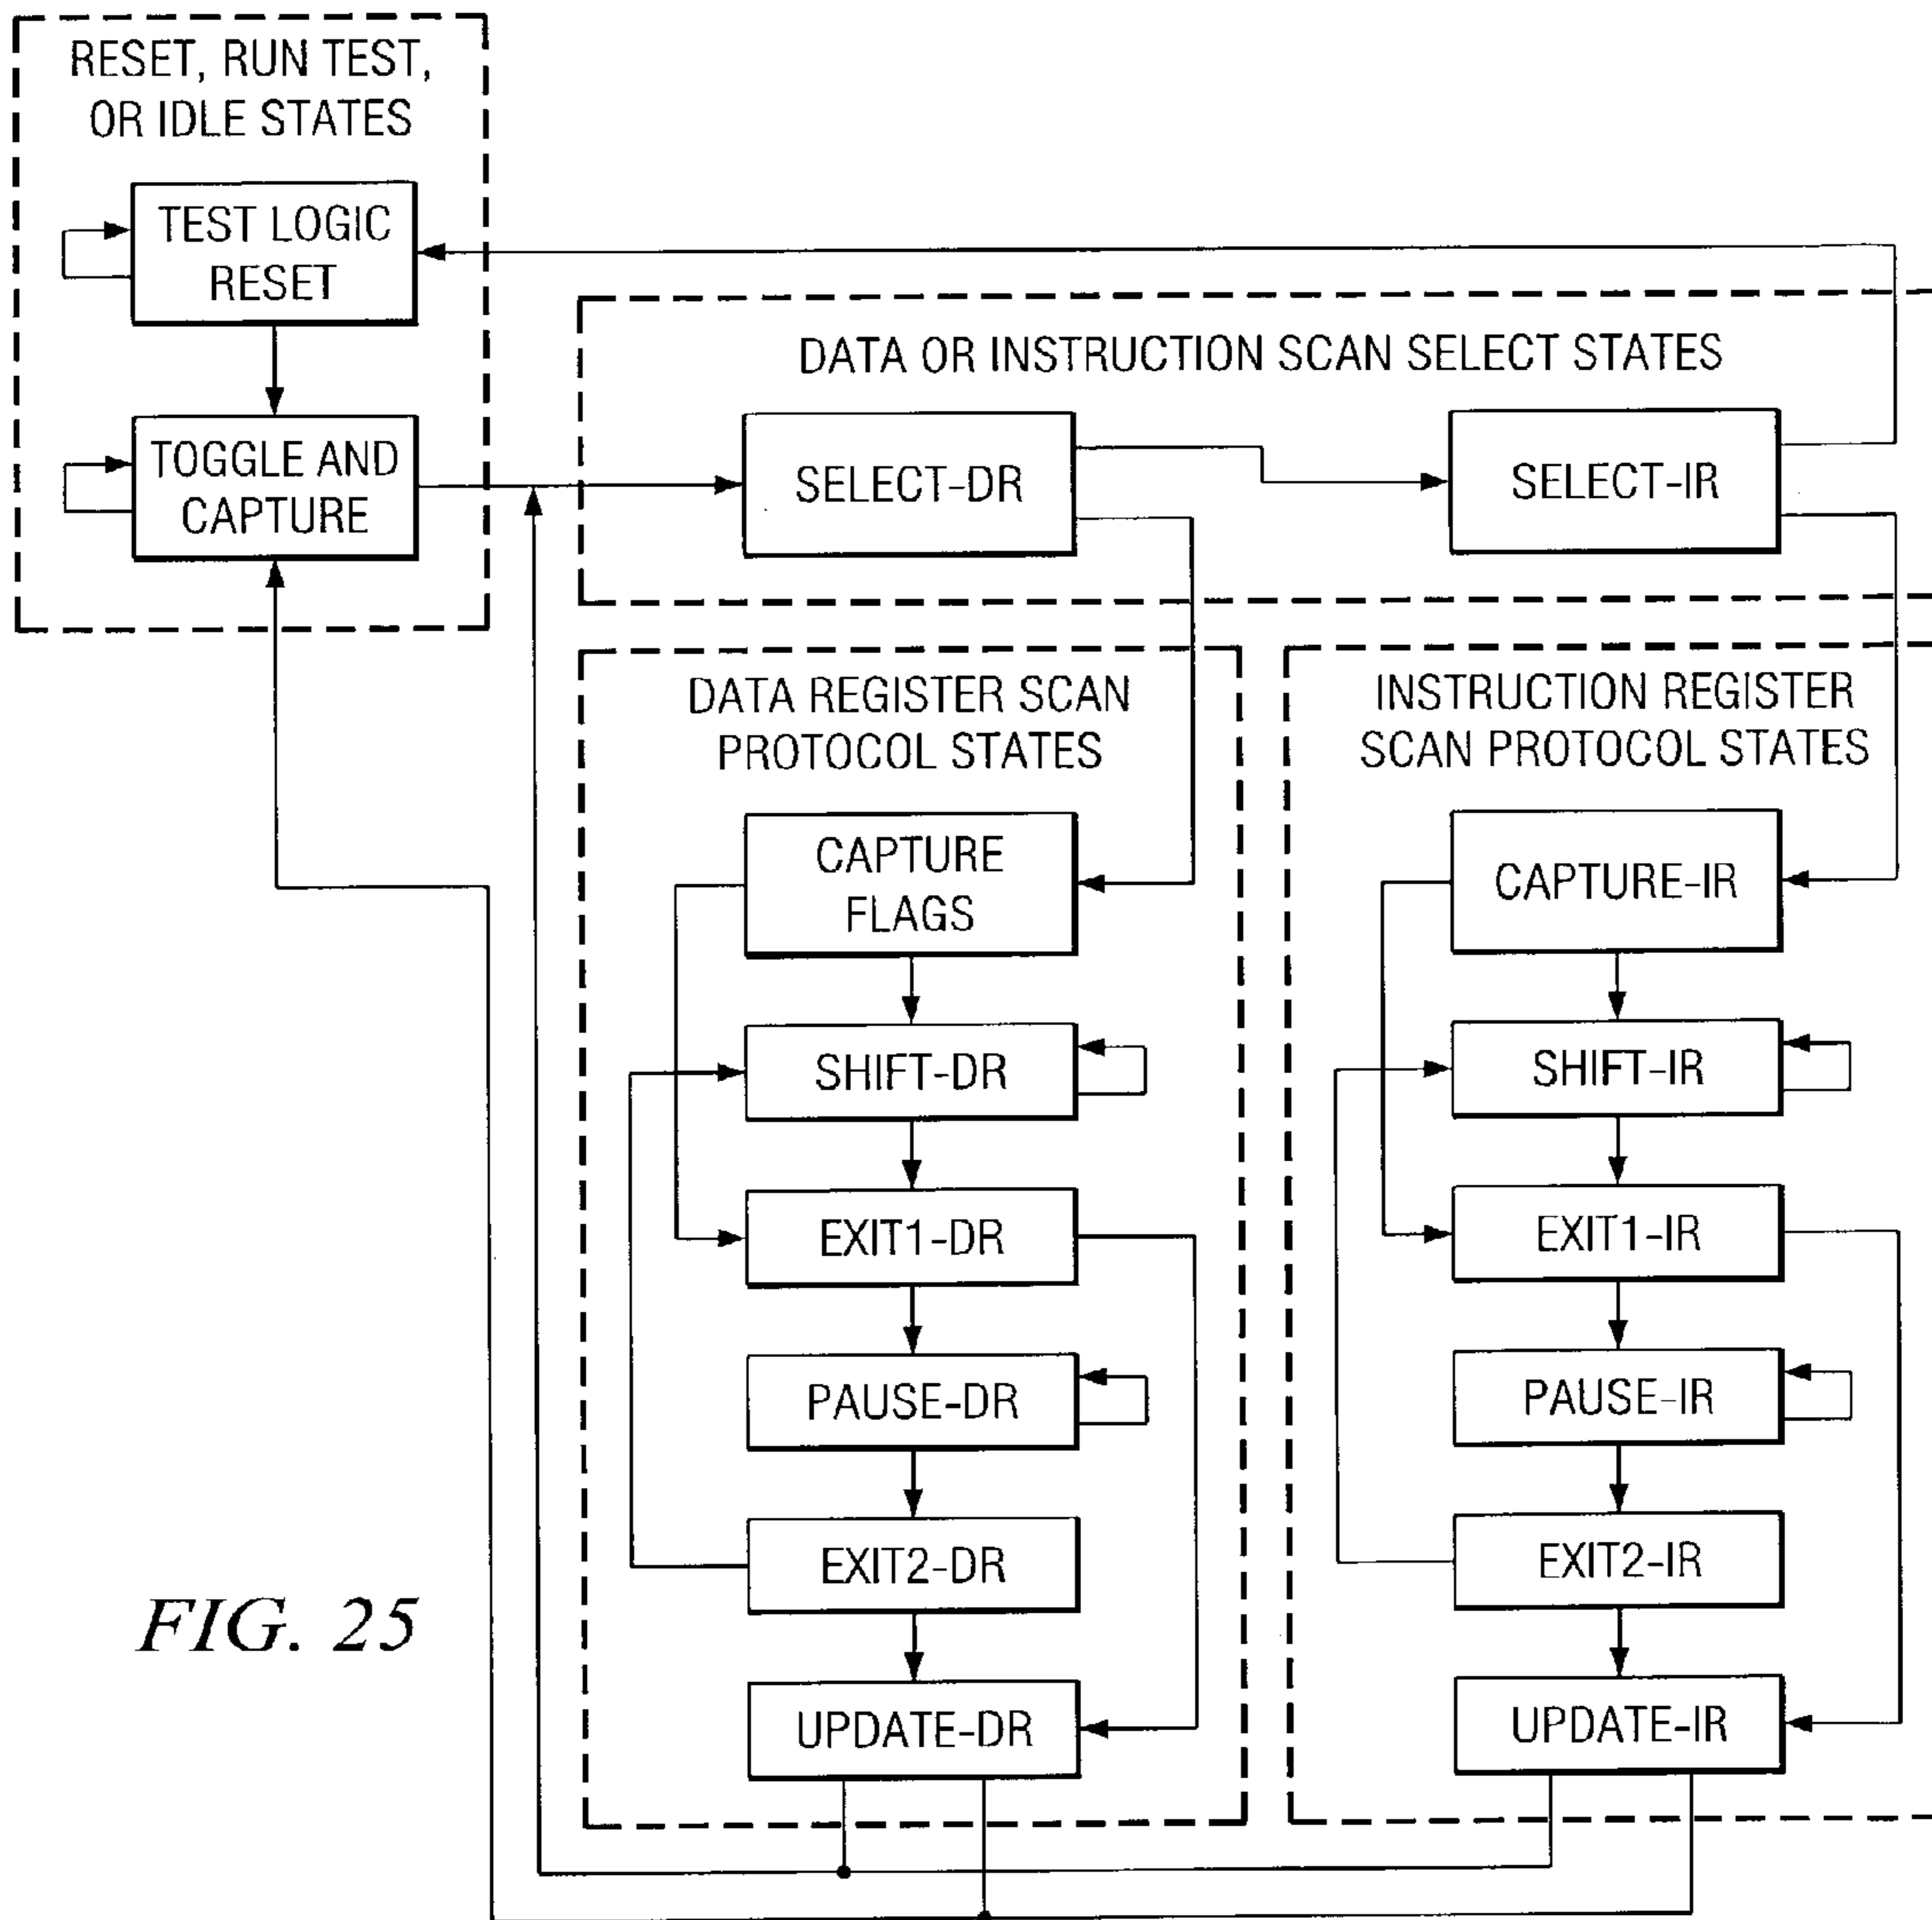 RESET, RUN TEST,
OR IDLE STATES
TEST LOGIC
RESET
TOGGLE AND
CAPTURE
DATA OR INSTRUCTION SCAN SELECT STATES
SELECT-DR
SELECT-IR
DATA REGISTER SCAN
PROTOCOL STATES
CAPTURE
FLAGS
SHIFT-DR
EXIT1-DR
PAUSE-DR
EXIT2-DR
UPDATE-DR
INSTRUCTION REGISTER
SCAN PROTOCOL STATES
CAPTURE-IR
SHIFT-IR
EXIT1-IR
PAUSE-IR
EXIT2-IR
UPDATE-IR
FIG. 25